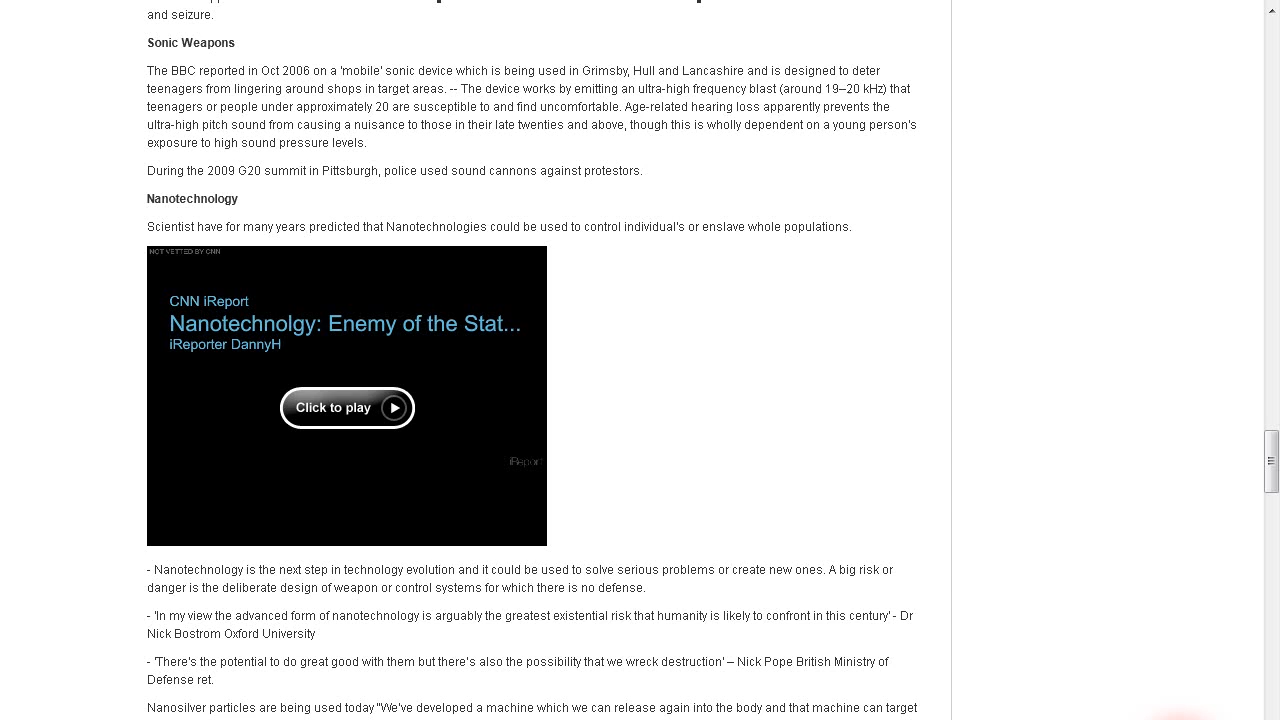 and seizure.
Sonic Weapons
The BBC reported in Oct 2006 on a 'mobile' sonic device which is being used in Grimsby, Hull and Lancashire and is designed to deter
teenagers from lingering around shops in target areas. -- The device works by emitting an ultra-high frequency blast (around 19–20 kHz) that
teenagers or people under approximately 20 are susceptible to and find uncomfortable. Age-related hearing loss apparently prevents the
ultra-high pitch sound from causing a nuisance to those in their late twenties and above, though this is wholly dependent on a young person's
exposure to high sound pressure levels.
During the 2009 G20 summit in Pittsburgh, police used sound cannons against protestors.
Nanotechnology
Scientist have for many years predicted that Nanotechnologies could be used to control individual's or enslave whole populations.
NOT VETTED BY CNN
CNN iReport
Nanotechnolgy: Enemy of the Stat...
iReporter DannyH
Click to play
iReport
- Nanotechnology is the next step in technology evolution and it could be used to solve serious problems or create new ones. A big risk or
danger is the deliberate design of weapon or control systems for which there is no defense.
- 'In my view the advanced form of nanotechnology is arguably the greatest existential risk that humanity is likely to confront in this century' - Dr
Nick Bostrom Oxford University
- 'There's the potential to do great good with them but there's also the possibility that we wreck destruction' – Nick Pope British Ministry of
Defense ret.
Nanosilver particles are being used today "We've developed a machine which we can release again into the body and that machine can target